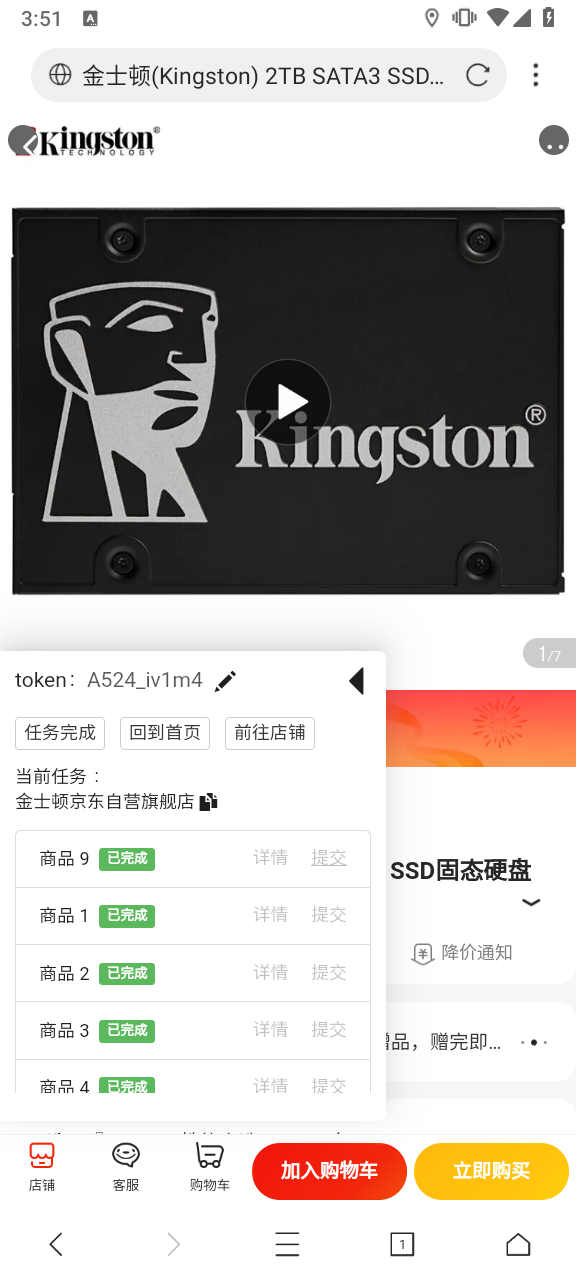 3:51
A
金士顿(Kingston) 2TB SATA3 SSD...
Kingston®
TECHNOLOGY
Kingston®
1/7
token： A524_iv1m4
任务完成 回到首页 前往店铺
当前任务：
金士顿京东自营旗舰店
商品 9 已完成 详情 提交
商品 1 已完成 详情 提交
商品 2 已完成 详情 提交
商品 3 已完成 详情 提交
商品 4 已完成 详情 提交
SSD固态硬盘
降价通知
赠品，赠完即...
店铺 客服 购物车 加入购物车 立即购买
1